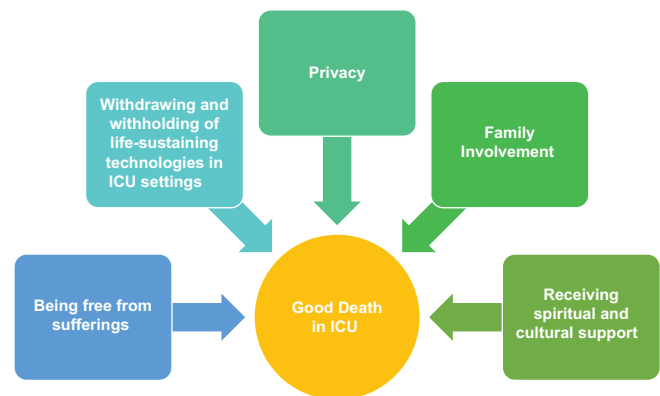 Privacy
Withdrawing and
withholding of
life-sustaining
technologies in
ICU settings
Family
Involvement
Being free from
sufferings
Good Death
in ICU
Receiving
spiritual and
cultural support